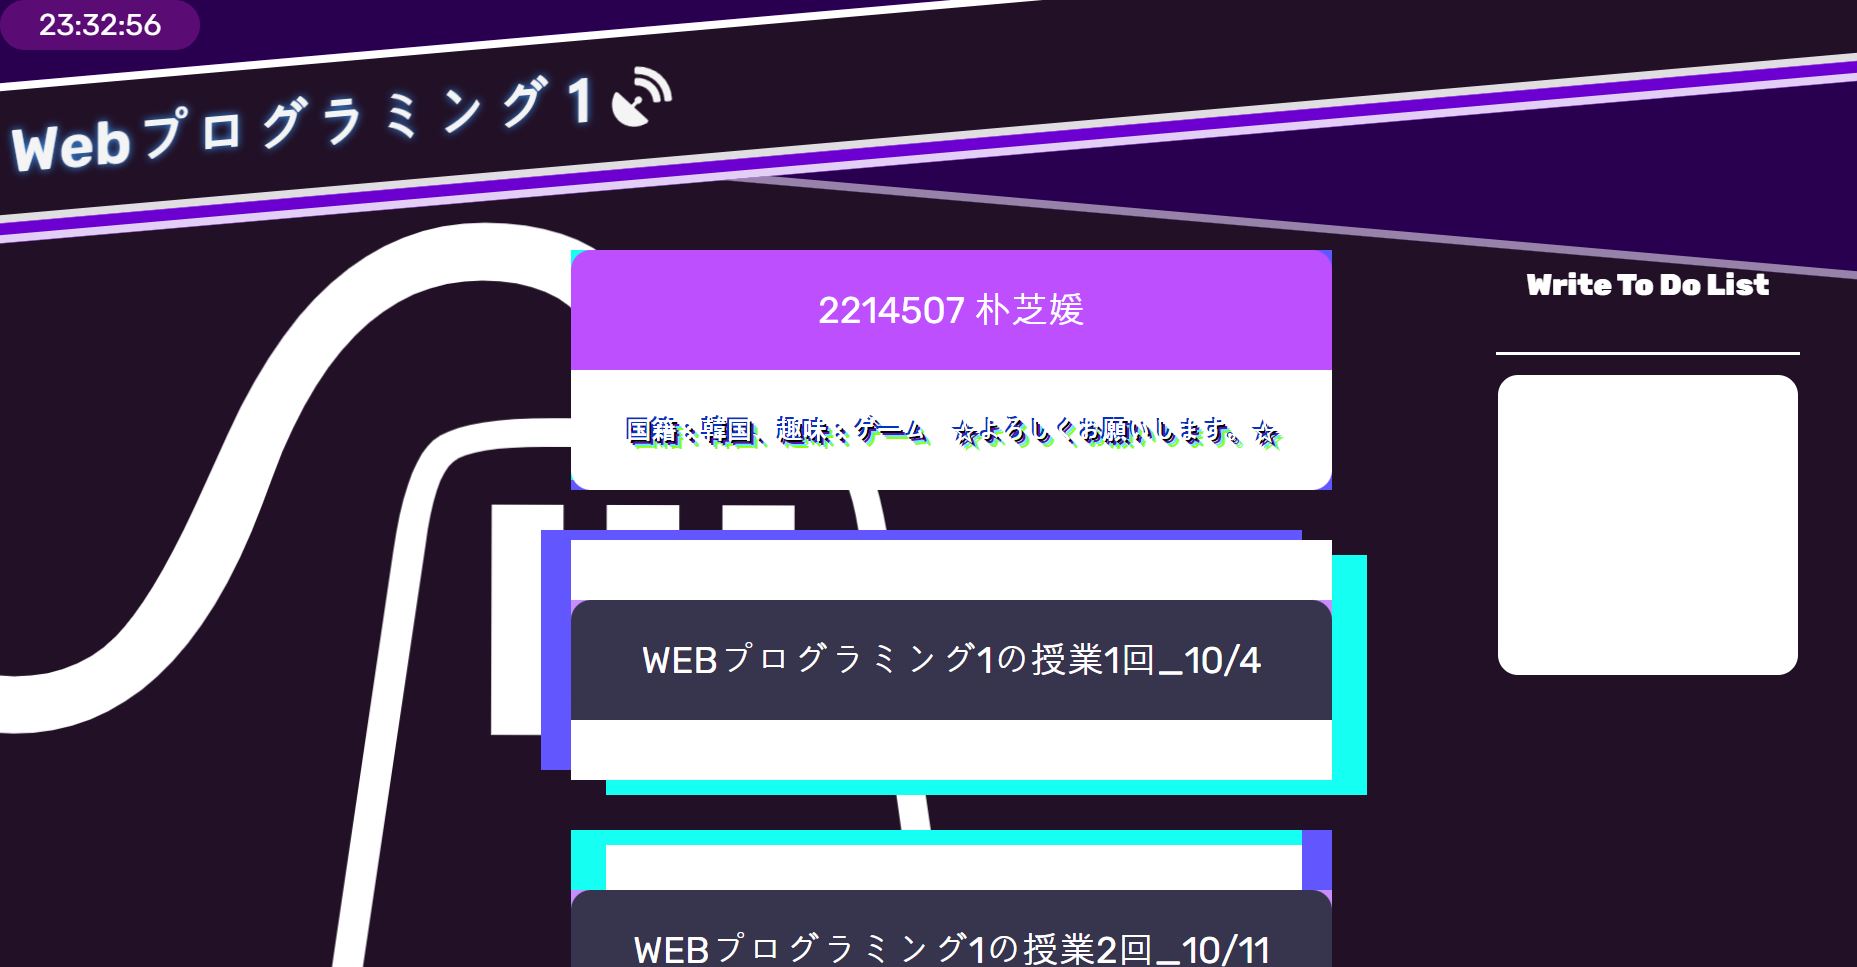 23:32:56
Webプログラミング1
Write To Do List
2214507 朴芝媛
国籍：韓国、趣味：ゲーム　☆よろしくお願いします。☆
WEBプログラミング1の授業1回_10/4
WEBプログラミング1の授業2回_10/11